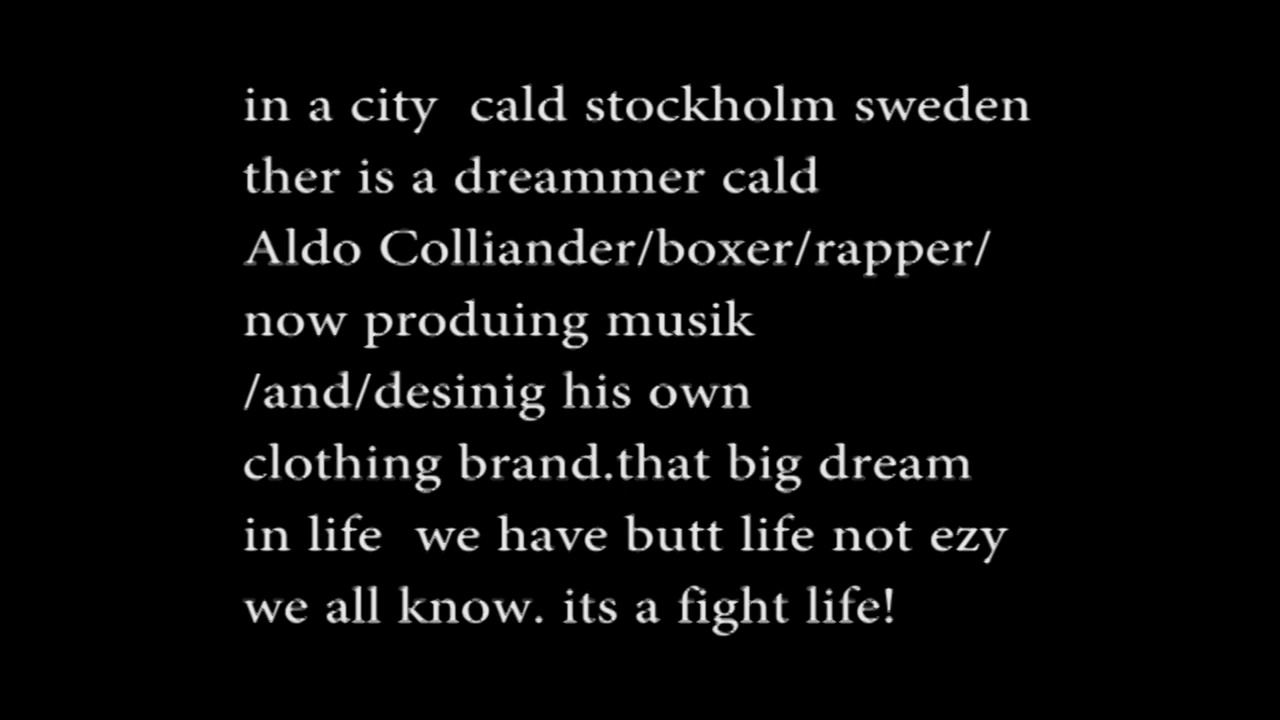 in a city  cald stockholm sweden
ther is a dreammer cald
Aldo Colliander/boxer/rapper/
now produing musik
/and/desinig his own
clothing brand.that big dream
in life  we have butt life not ezy
we all know. its a fight life!